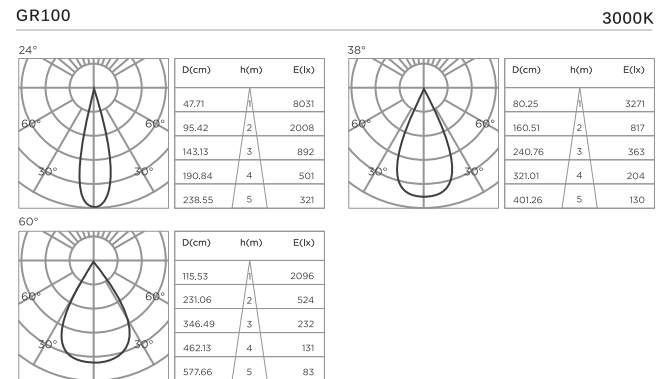 GR100
3000K
24°
D(cm) h(m) E(lx)
47.71 1 8031
95.42 2 2008
143.13 3 892
190.84 4 501
238.55 5 321
60° 60°
30° 30°
38°
D(cm) h(m) E(lx)
80.25 1 3271
160.51 2 817
240.76 3 363
321.01 4 204
401.26 5 130
60° 60°
30° 30°
60°
D(cm) h(m) E(lx)
115.53 1 2096
231.06 2 524
346.49 3 232
462.13 4 131
577.66 5 83
60° 60°
30° 30°